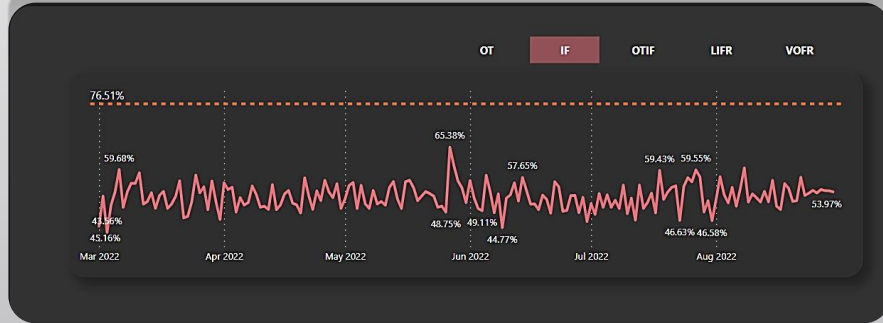 OT IF OTIF LIFR VOFR
76.51%
65.38%
59.68% 57.65% 59.43% 59.55%
48.75% 49.11% 53.97%
45.16% 44.77% 46.63% 46.58%
Mar 2022 Apr 2022 May 2022 Jun 2022 Jul 2022 Aug 2022